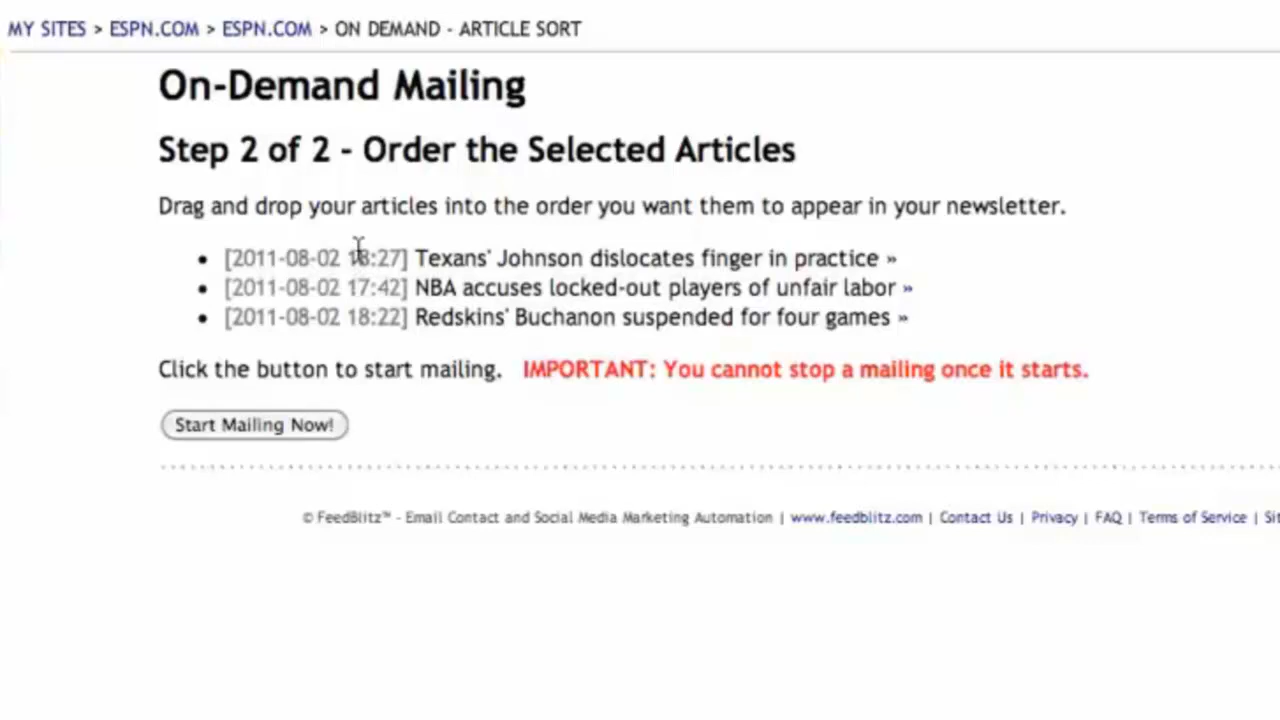 MY SITES > ESPN.COM > ESPN.COM > ON DEMAND - ARTICLE SORT
On-Demand Mailing
Step 2 of 2 - Order the Selected Articles
Drag and drop your articles into the order you want them to appear in your newsletter.
• [2011-08-02 18:27] Texans' Johnson dislocates finger in practice »
• [2011-08-02 17:42] NBA accuses locked-out players of unfair labor »
• [2011-08-02 18:22] Redskins' Buchanon suspended for four games »
Click the button to start mailing. IMPORTANT: You cannot stop a mailing once it starts.
Start Mailing Now!
© FeedBlitz™ - Email Contact and Social Media Marketing Automation | www.feedblitz.com | Contact Us | Privacy | FAQ | Terms of Service |